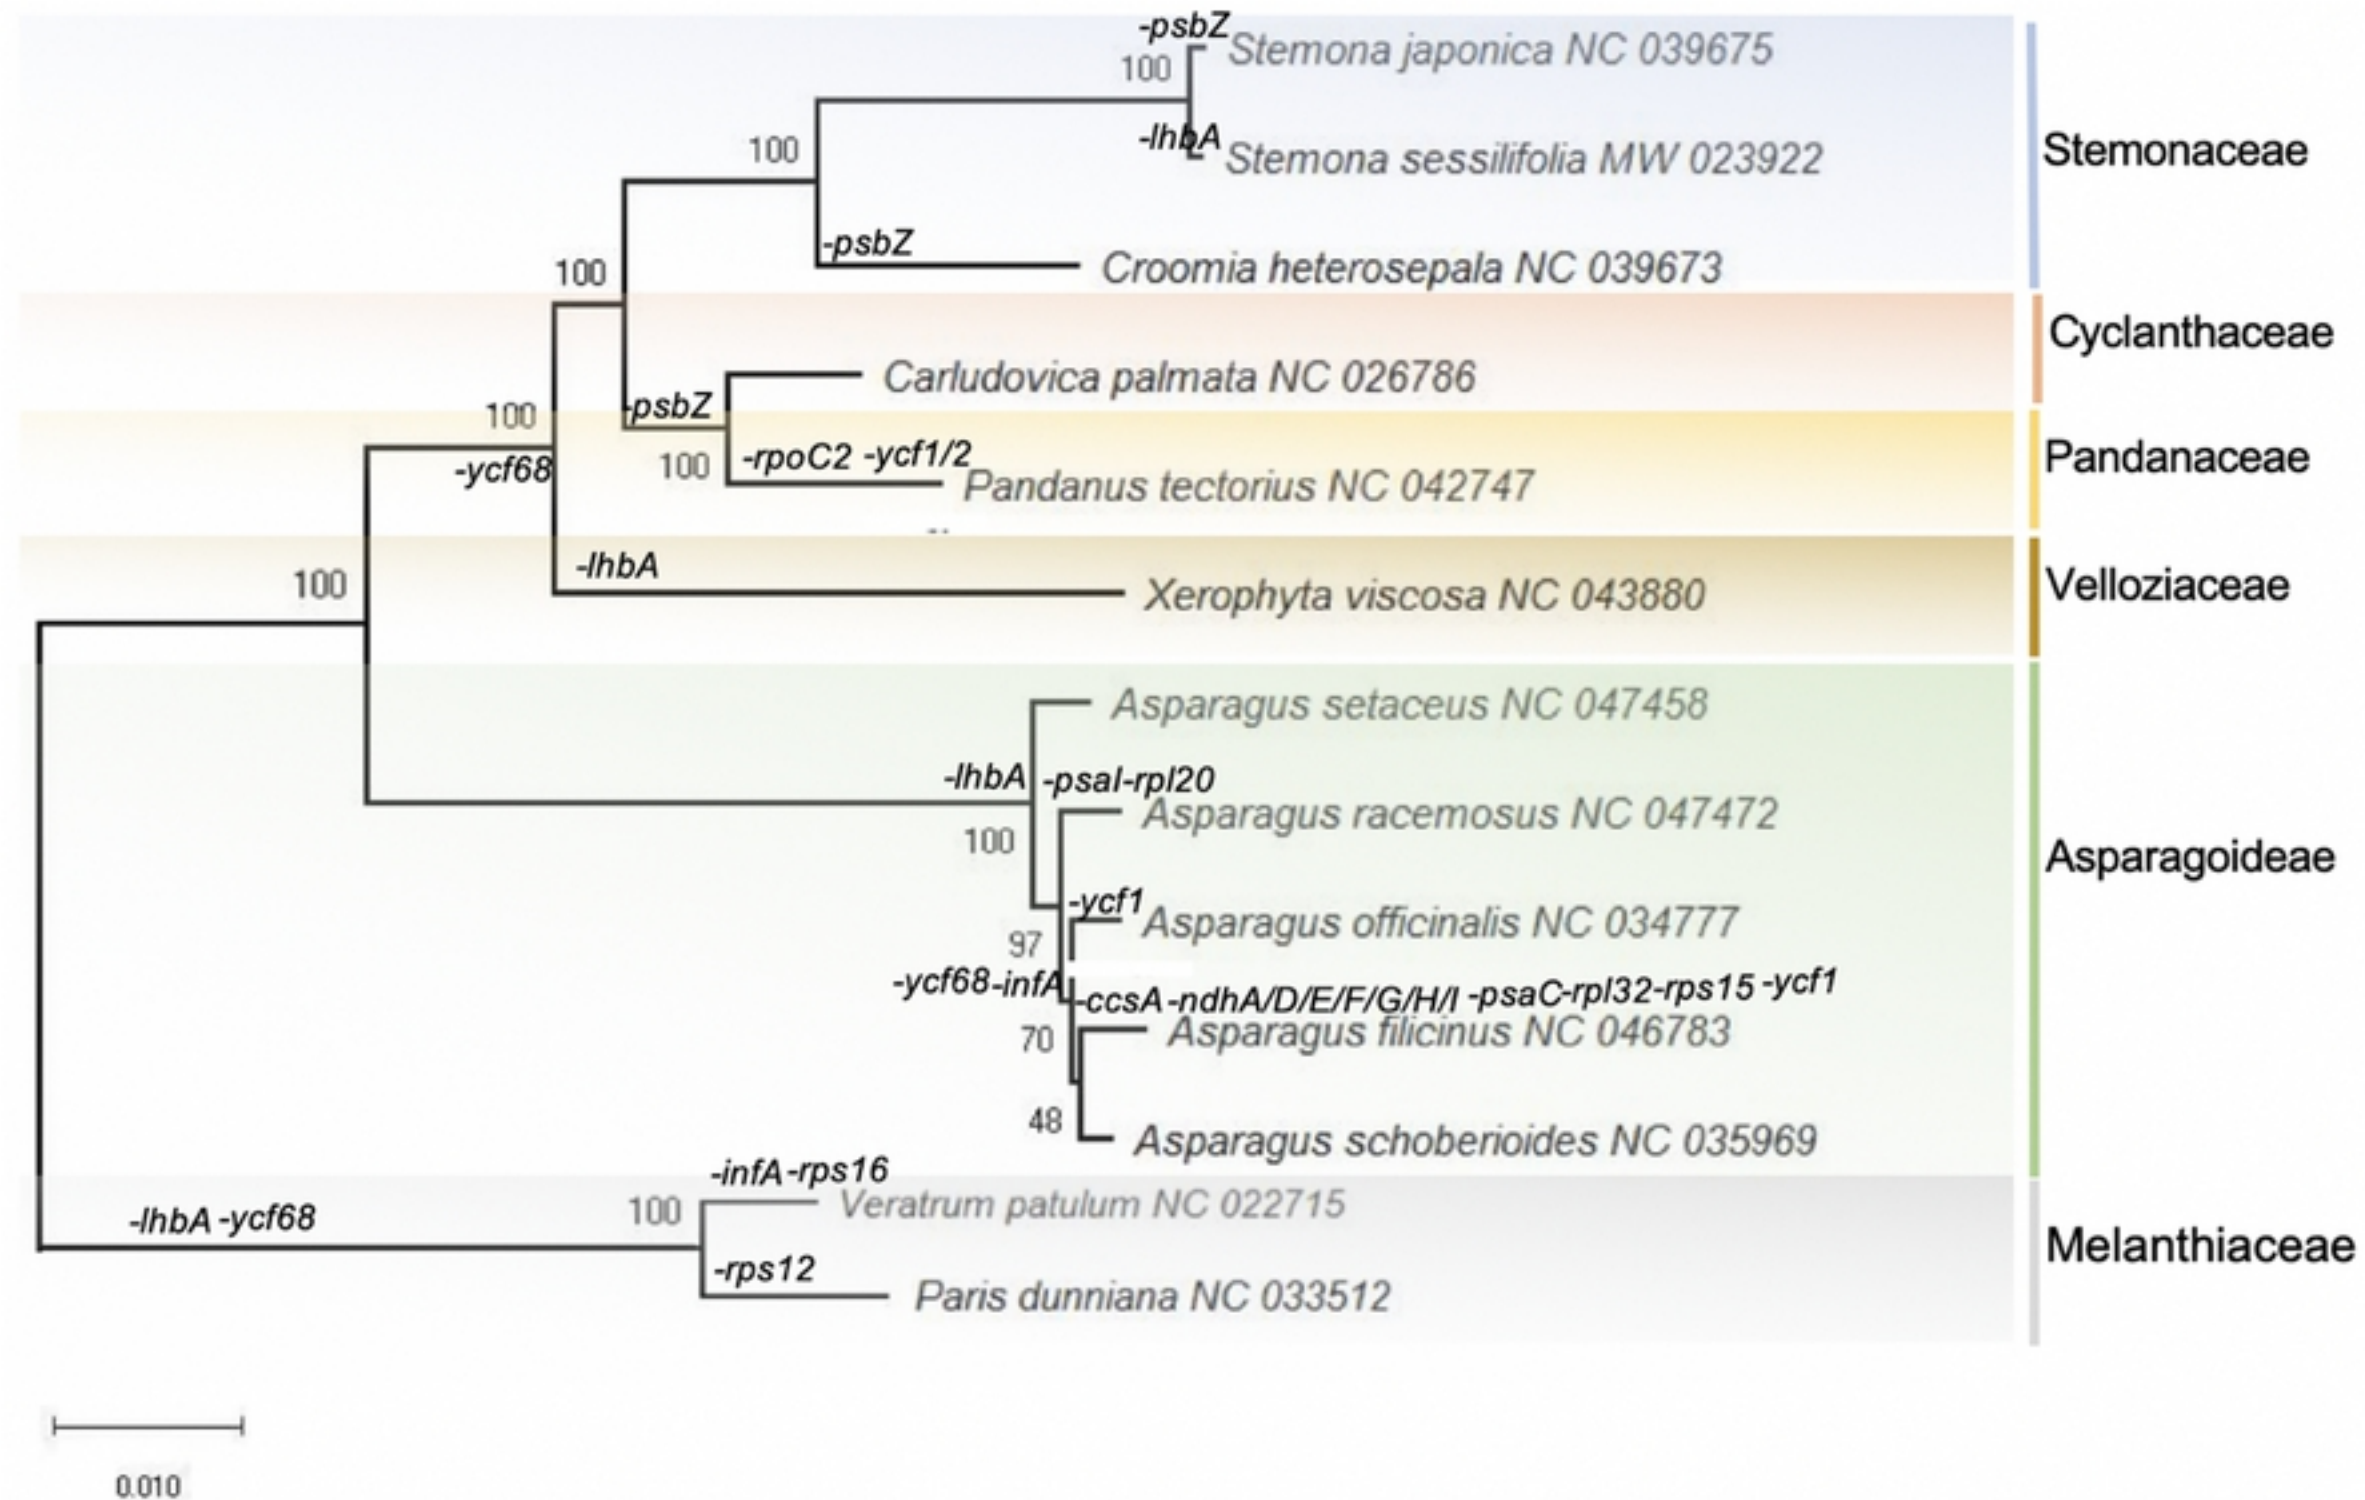 -psbZ
Stemona japonica NC 039675
100
-lhbA
Stemona sessilifolia MW 023922
Stemonaceae
100
-psbZ
Croomia heterosepala NC 039673
100
Cyclanthaceae
Carludovica palmata NC 026786
-psbZ
100
-ycf68
100
-rpoC2 -ycf1/2
Pandanus tectorius NC 042747
Pandanaceae
-lhbA
Xerophyta viscosa NC 043880
Velloziaceae
100
Asparagus setaceus NC 047458
-lhbA
-psaI-rpl20
Asparagus racemosus NC 047472
100
Asparagoideae
-ycf1
Asparagus officinalis NC 034777
97
-ycf68-infA
-ccsA-ndhA/D/E/F/G/H/I -psaC-rpl32-rps15 -ycf1
Asparagus filicinus NC 046783
70
48
Asparagus schoberioides NC 035969
-infA-rps16
Veratrum patulum NC 022715
100
-lhbA -ycf68
Melanthiaceae
-rps12
Paris dunniana NC 033512
0.010